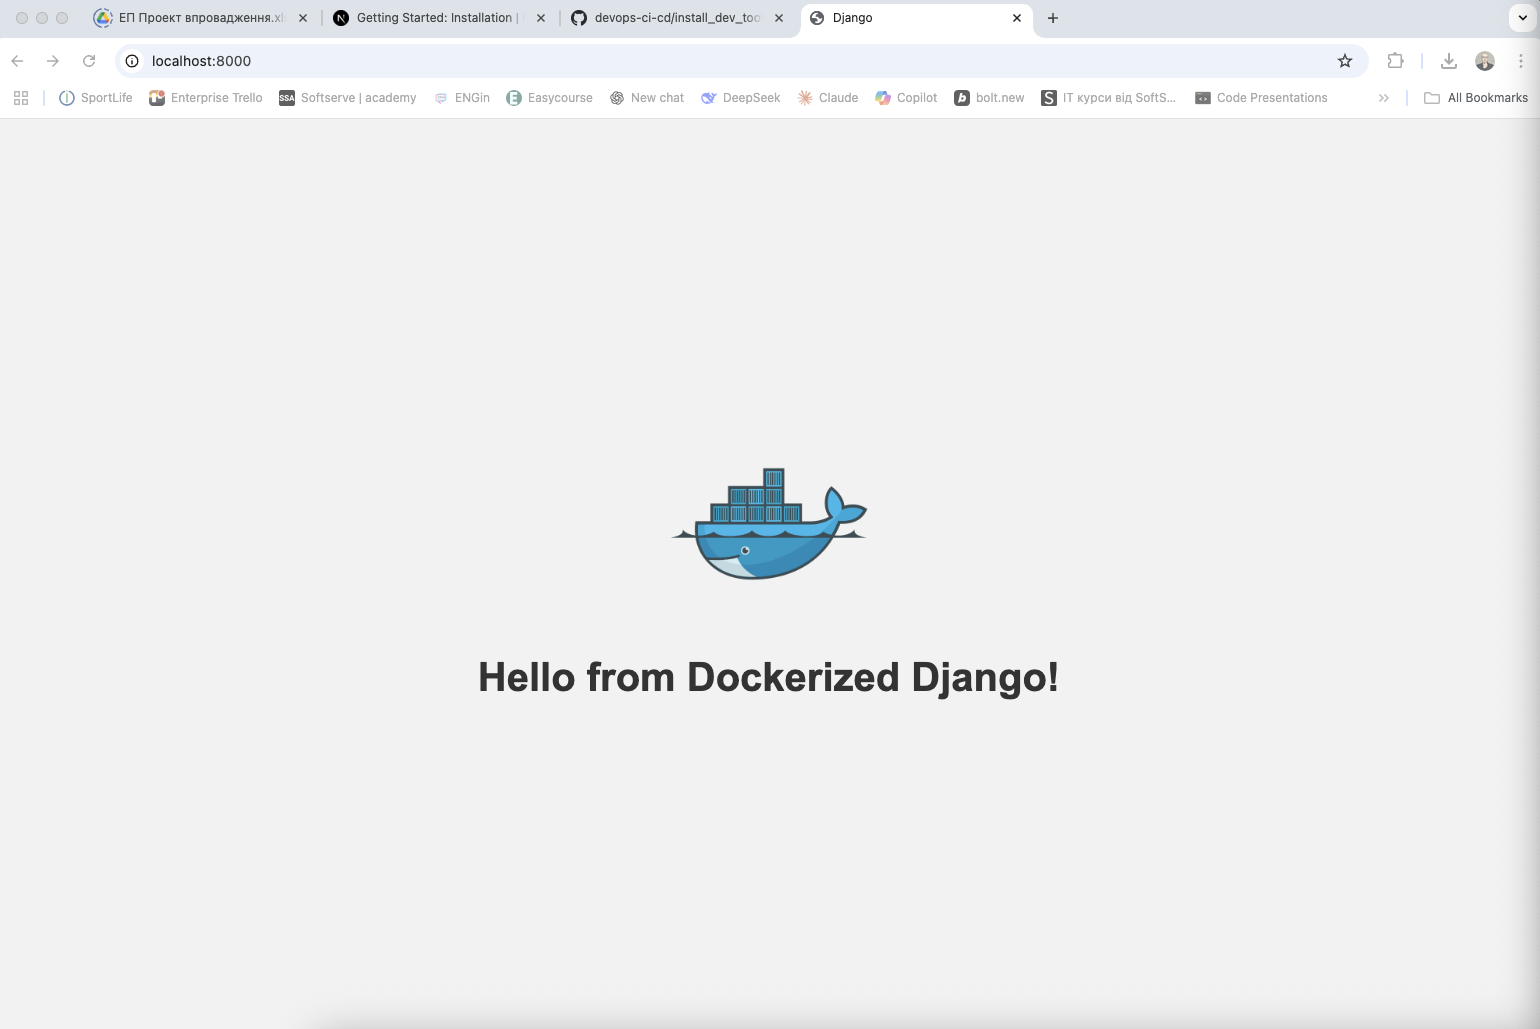 ЕП Проект впровадження.xl
Getting Started: Installation |
devops-ci-cd/install_dev_too
Django
localhost:8000
SportLife
Enterprise Trello
SSA
Softserve | academy
ENGin
Easycourse
New chat
DeepSeek
Claude
Copilot
bolt.new
IT курси від SoftS...
Code Presentations
All Bookmarks
Hello from Dockerized Django!